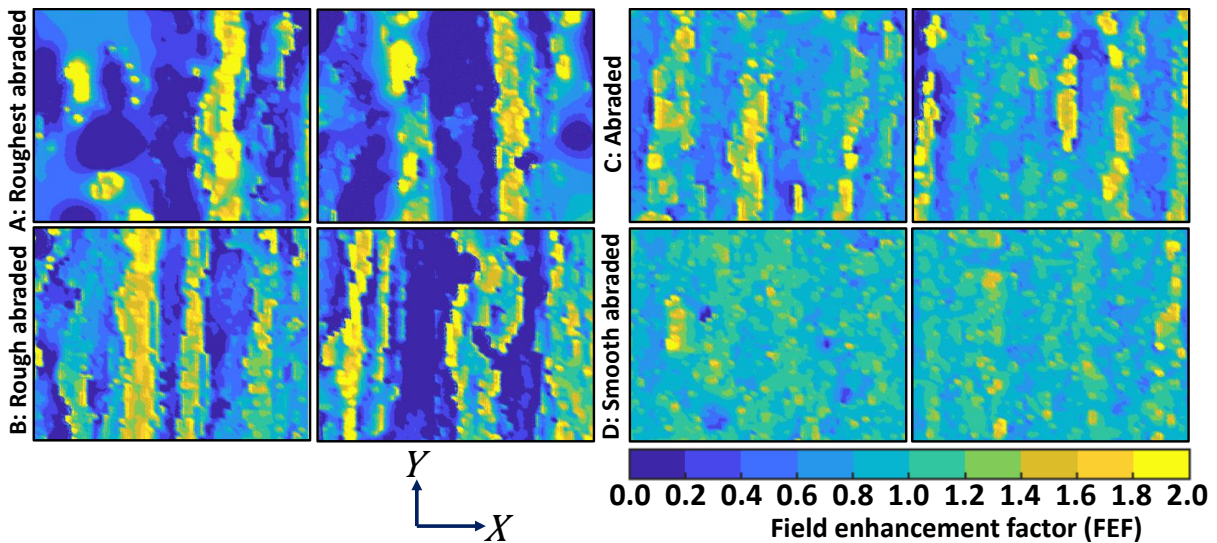 A: Roughest abraded
B: Rough abraded
C: Abraded
D: Smooth abraded
Y
X
0.0 0.2 0.4 0.6 0.8 1.0 1.2 1.4 1.6 1.8 2.0
Field enhancement factor (FEF)